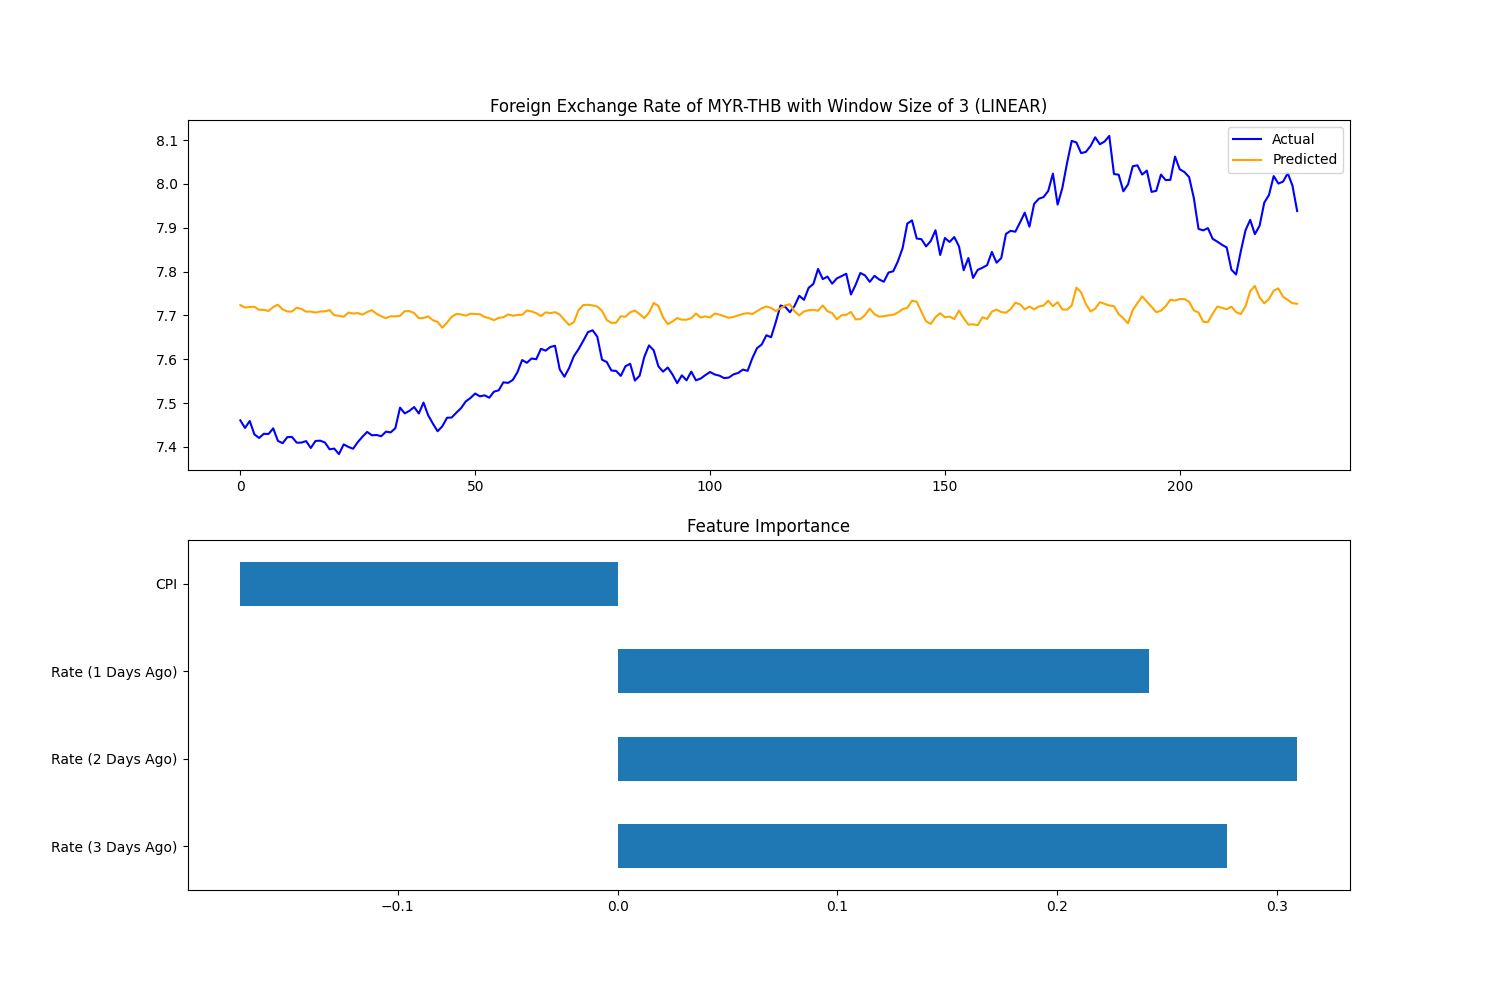 Foreign Exchange Rate of MYR-THB with Window Size of 3 (LINEAR)
Actual
Predicted
8.1
8.0
7.9
7.8
7.7
7.6
7.5
7.4
0 50 100 150 200
Feature Importance
CPI
Rate (1 Days Ago)
Rate (2 Days Ago)
Rate (3 Days Ago)
−0.1 0.0 0.1 0.2 0.3